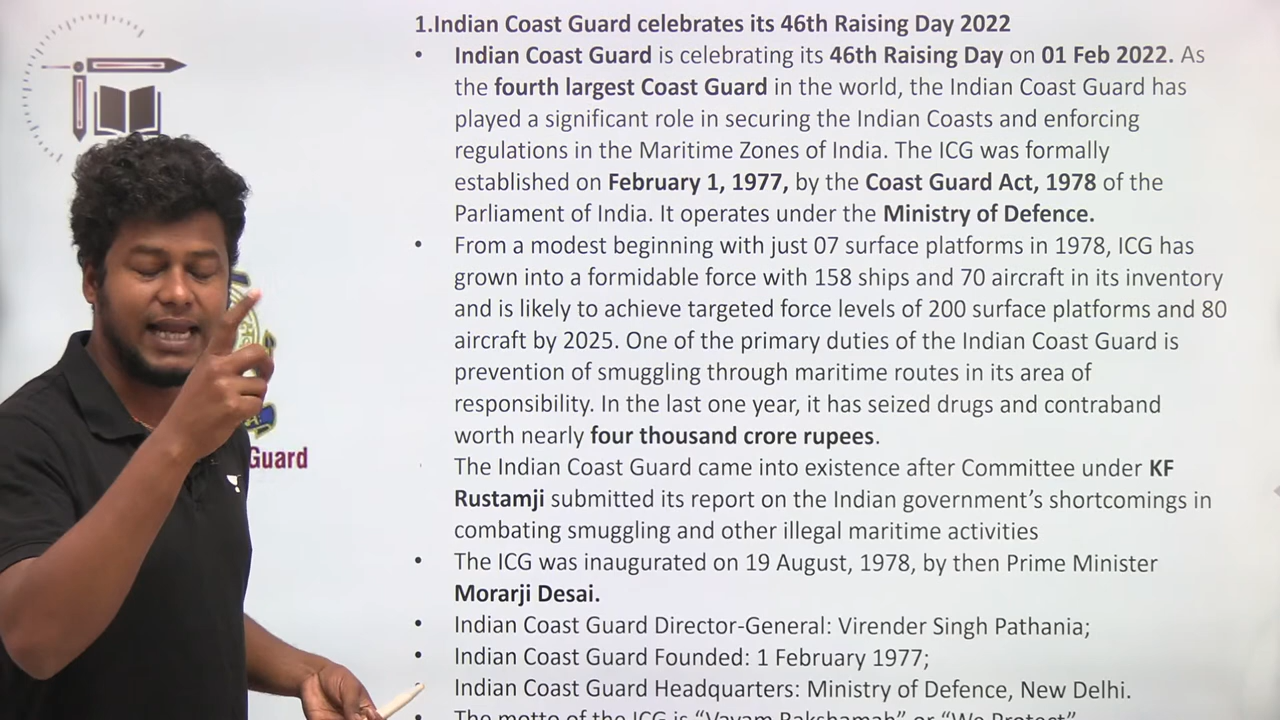 1.Indian Coast Guard celebrates its 46th Raising Day 2022
• Indian Coast Guard is celebrating its 46th Raising Day on 01 Feb 2022. As
the fourth largest Coast Guard in the world, the Indian Coast Guard has
played a significant role in securing the Indian Coasts and enforcing
regulations in the Maritime Zones of India. The ICG was formally
established on February 1, 1977, by the Coast Guard Act, 1978 of the
Parliament of India. It operates under the Ministry of Defence.
• From a modest beginning with just 07 surface platforms in 1978, ICG has
grown into a formidable force with 158 ships and 70 aircraft in its inventory
and is likely to achieve targeted force levels of 200 surface platforms and 80
aircraft by 2025. One of the primary duties of the Indian Coast Guard is
prevention of smuggling through maritime routes in its area of
responsibility. In the last one year, it has seized drugs and contraband
worth nearly four thousand crore rupees.
The Indian Coast Guard came into existence after Committee under KF
Rustamji submitted its report on the Indian government’s shortcomings in
combating smuggling and other illegal maritime activities
• The ICG was inaugurated on 19 August, 1978, by then Prime Minister
Morarji Desai.
• Indian Coast Guard Director-General: Virender Singh Pathania;
• Indian Coast Guard Founded: 1 February 1977;
• Indian Coast Guard Headquarters: Ministry of Defence, New Delhi.
• The motto of the ICG is “Vayam Rakshamah” or “We Protect”
Guard